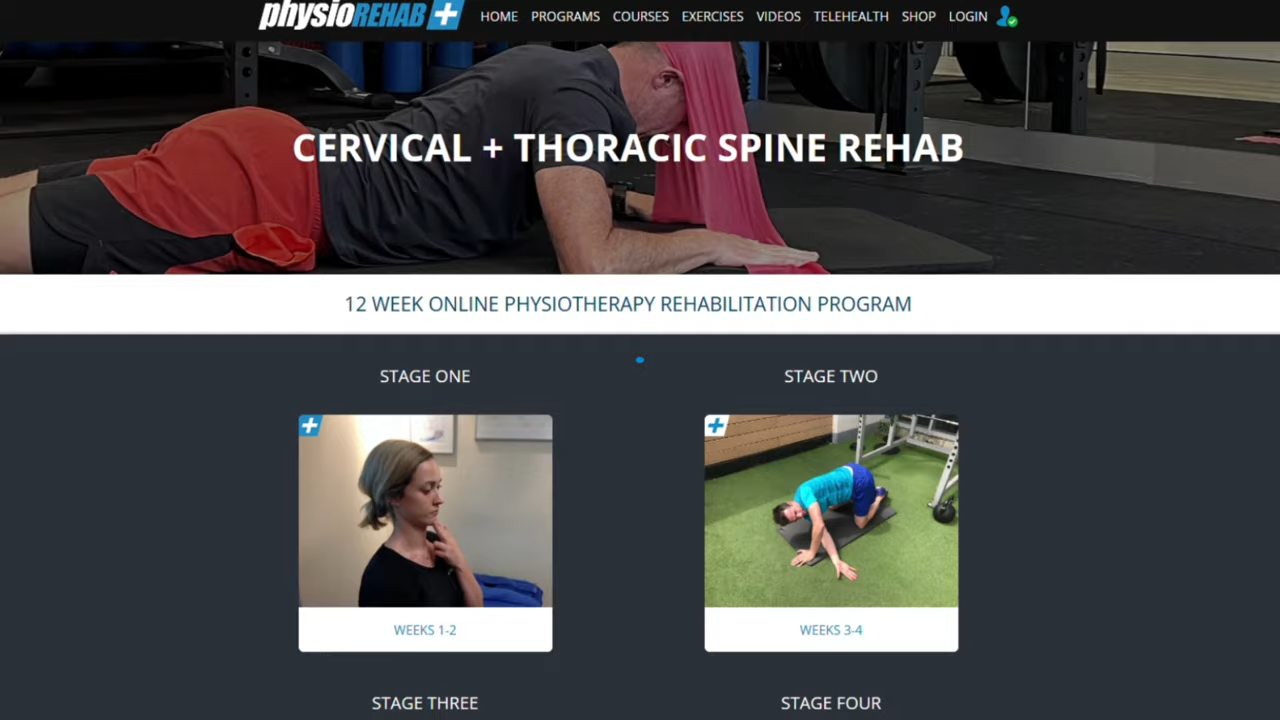 physioREHAB+
HOME PROGRAMS COURSES EXERCISES VIDEOS TELEHEALTH SHOP LOGIN
CERVICAL + THORACIC SPINE REHAB
12 WEEK ONLINE PHYSIOTHERAPY REHABILITATION PROGRAM
STAGE ONE STAGE TWO
WEEKS 1-2 WEEKS 3-4
STAGE THREE STAGE FOUR